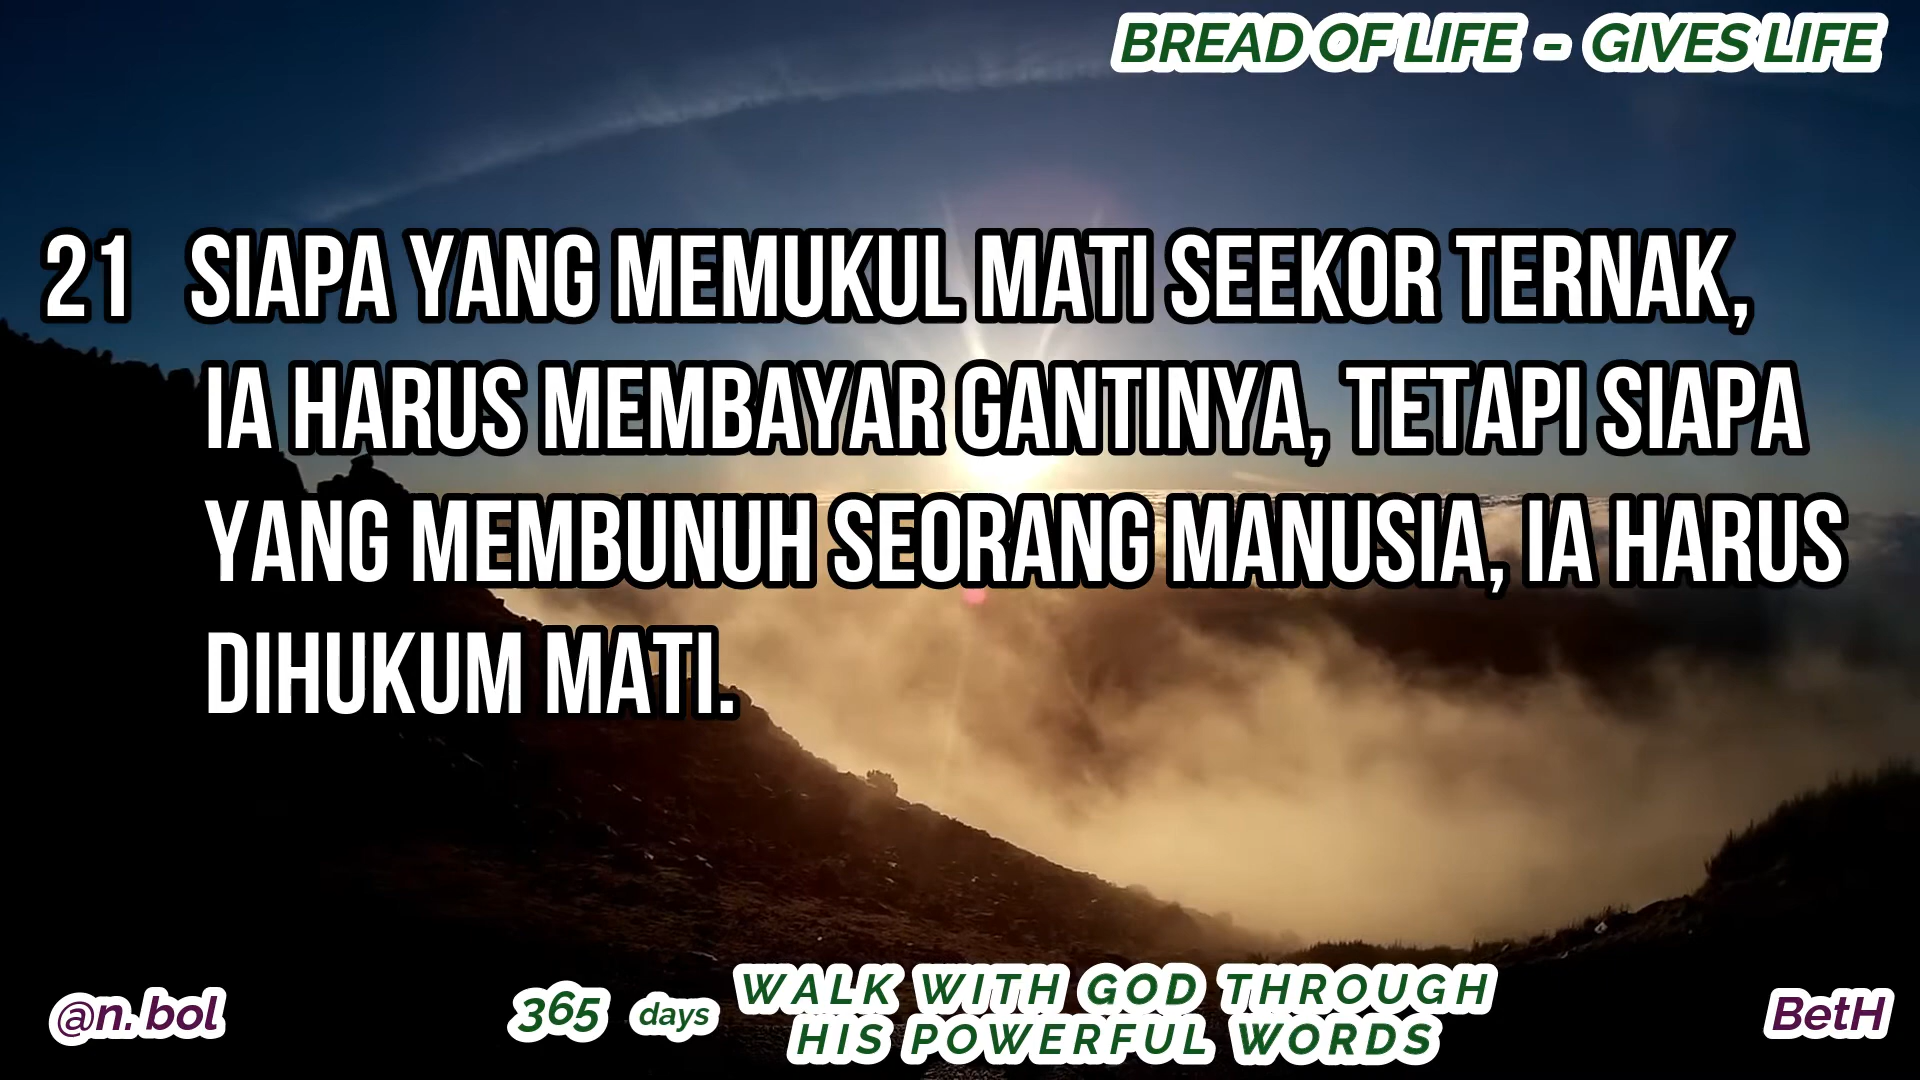 BREAD OF LIFE - GIVES LIFE
21 SIAPA YANG MEMUKUL MATI SEEKOR TERNAK,
IA HARUS MEMBAYAR GANTINYA, TETAPI SIAPA
YANG MEMBUNUH SEORANG MANUSIA, IA HARUS
DIHUKUM MATI.
@n.bol
365 days
WALK WITH GOD THROUGH
HIS POWERFUL WORDS
BetH